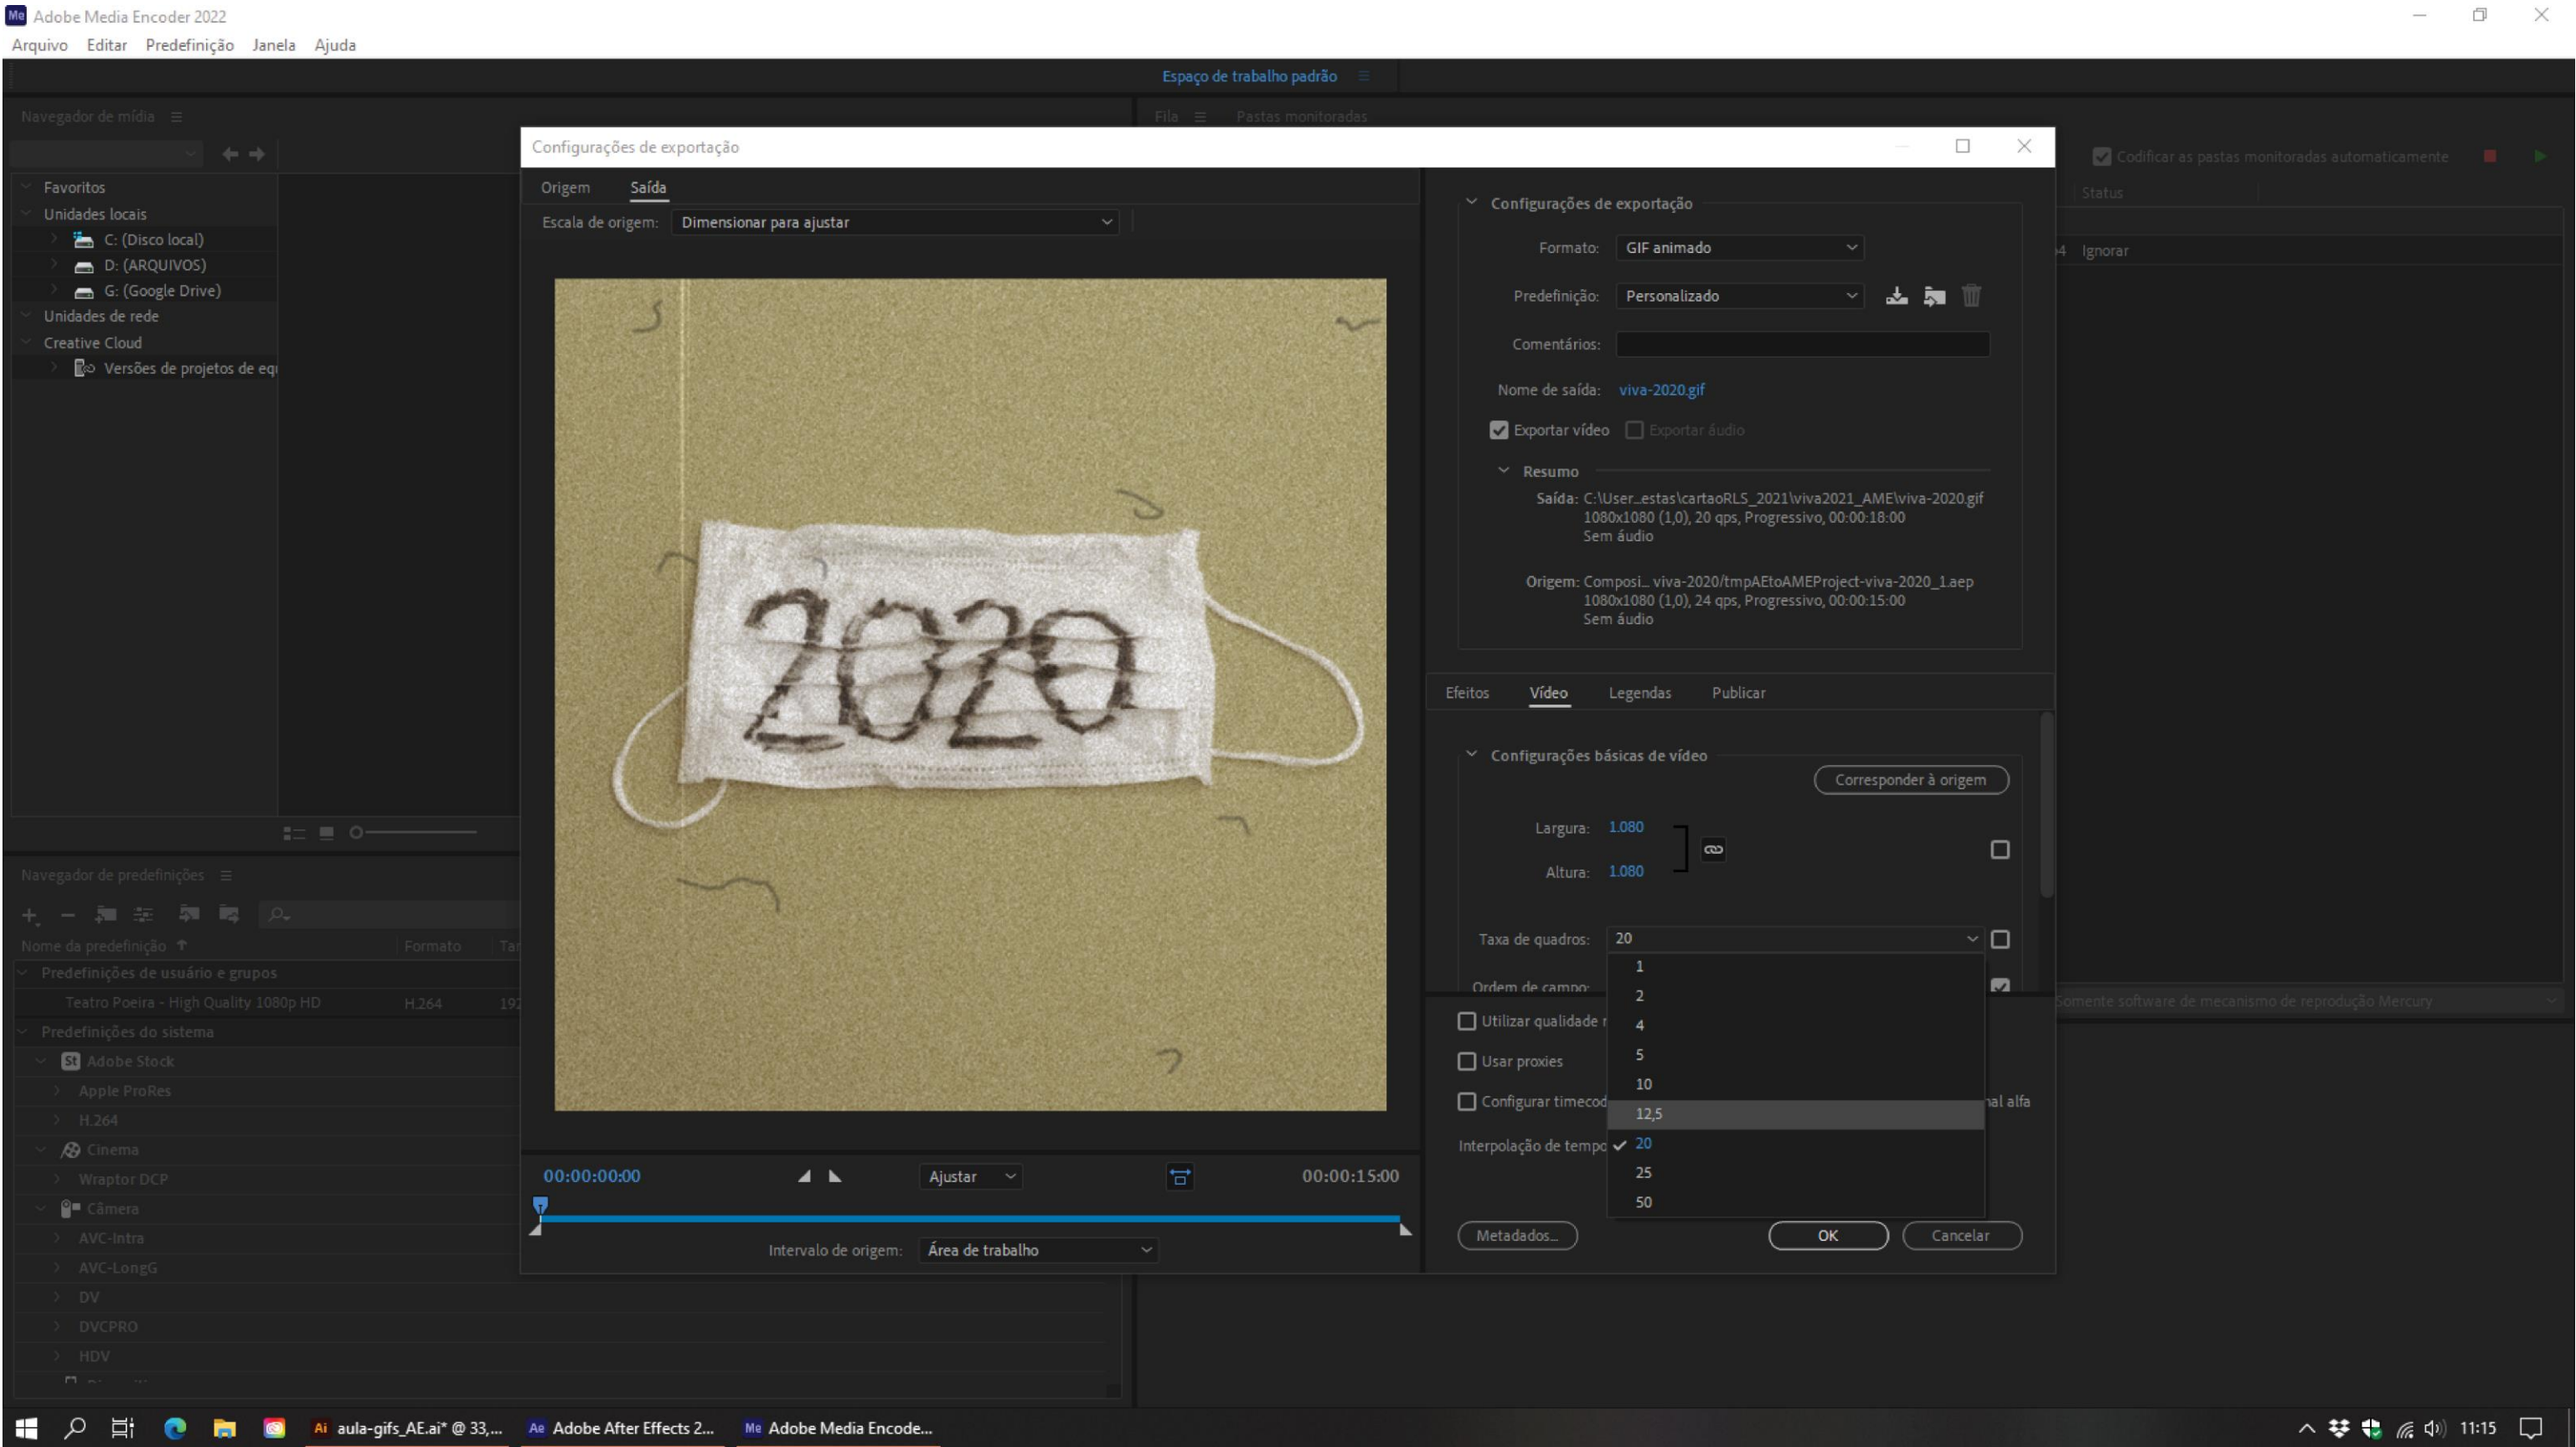 Me Adobe Media Encoder 2022
Arquivo Editar Predefinição Janela Ajuda
Espaço de trabalho padrão
Navegador de mídia
Fila Pastas monitoradas
Configurações de exportação
Codificar as pastas monitoradas automaticamente
Status
4 Ignorar
Favoritos
Unidades locais
C: (Disco local)
D: (ARQUIVOS)
G: (Google Drive)
Unidades de rede
Creative Cloud
Versões de projetos de equ
Origem Saída
Escala de origem: Dimensionar para ajustar
2020
00:00:00:00 Ajustar 00:00:15:00
Intervalo de origem: Área de trabalho
Configurações de exportação
Formato: GIF animado
Predefinição: Personalizado
Comentários:
Nome de saída: viva-2020.gif
Exportar vídeo Exportar áudio
Resumo
Saída: C:\User...estas\cartaoRLS_2021\viva2021_AME\viva-2020.gif
1080x1080 (1,0), 20 qps, Progressivo, 00:00:18:00
Sem áudio
Origem: Composi... viva-2020/tmpAEtoAMEProject-viva-2020_1.aep
1080x1080 (1,0), 24 qps, Progressivo, 00:00:15:00
Sem áudio
Efeitos Vídeo Legendas Publicar
Configurações básicas de vídeo
Corresponder à origem
Largura: 1.080
Altura: 1.080
Taxa de quadros: 20
1
Ordem de campo:
2
Utilizar qualidade
4
5
Usar proxies
10
Configurar timecod nal alfa
12,5
Interpolação de tempo 20
25
50
Metadados... OK Cancelar
Somente software de mecanismo de reprodução Mercury
Navegador de predefinições
Nome da predefinição Formato Tar
Predefinições de usuário e grupos
Teatro Poeira - High Quality 1080p HD H.264 192
Predefinições do sistema
St Adobe Stock
Apple ProRes
H.264
Cinema
Wraptor DCP
Câmera
AVC-Intra
AVC-LongG
DV
DVCPRO
HDV
Ai aula-gifs_AE.ai* @ 33,... Ae Adobe After Effects 2... Me Adobe Media Encode... 11:15